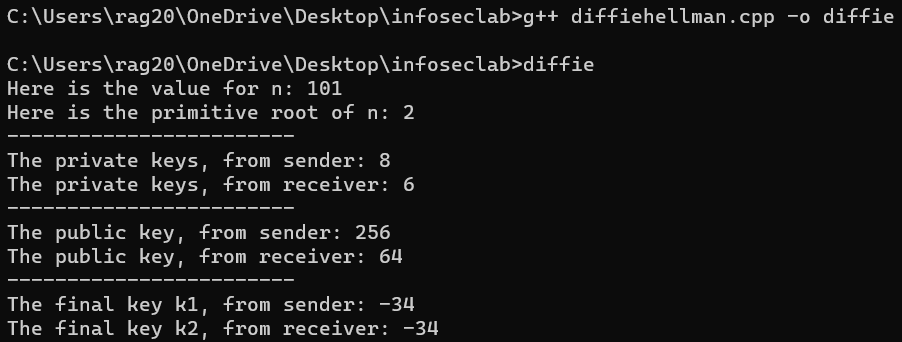 C:\Users\rag20\OneDrive\Desktop\infoseclab>g++ diffiehellman.cpp -o diffie
C:\Users\rag20\OneDrive\Desktop\infoseclab>diffie
Here is the value for n: 101
Here is the primitive root of n: 2
------------------------
The private keys, from sender: 8
The private keys, from receiver: 6
------------------------
The public key, from sender: 256
The public key, from receiver: 64
------------------------
The final key k1, from sender: -34
The final key k2, from receiver: -34